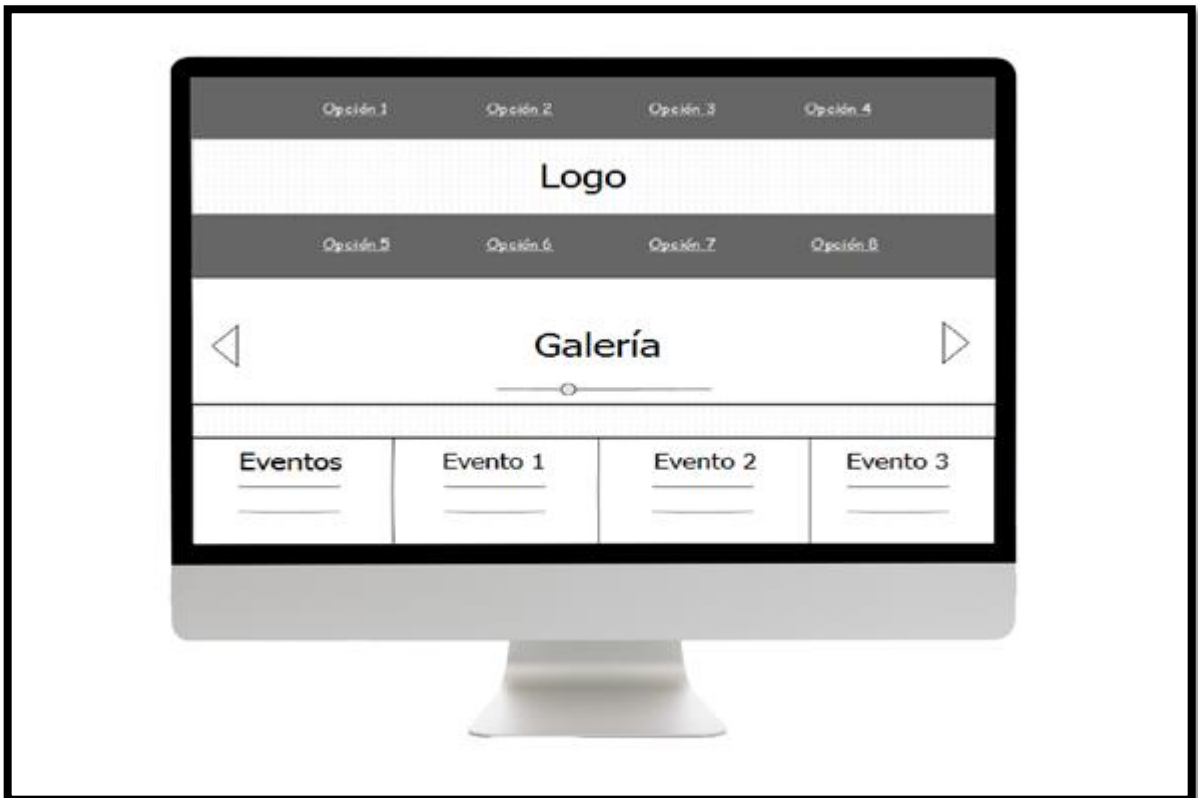 Opción 1 Opción 2 Opción 3 Opción 4
Logo
Opción 5 Opción 6 Opción 7 Opción 8
Galería
Eventos Evento 1 Evento 2 Evento 3